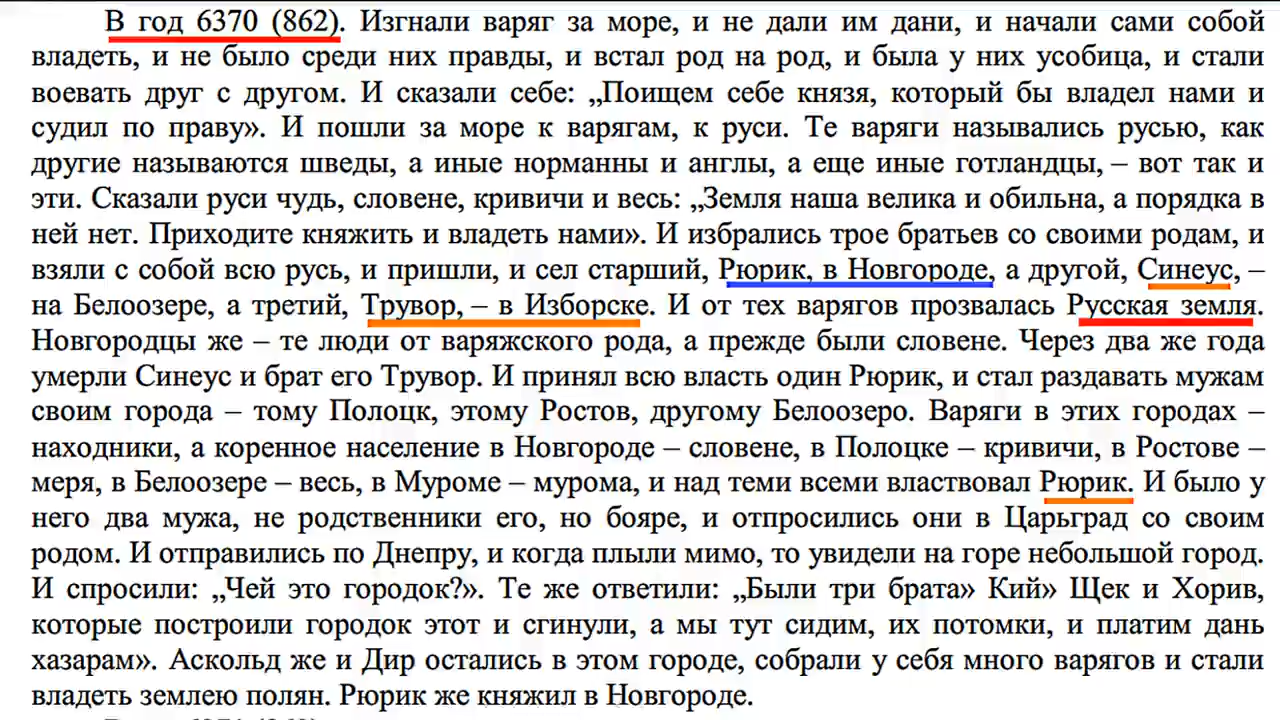 В год 6370 (862). Изгнали варяг за море, и не дали им дани, и начали сами собой
владеть, и не было среди них правды, и встал род на род, и была у них усобица, и стали
воевать друг с другом. И сказали себе: „Поищем себе князя, который бы владел нами и
судил по праву». И пошли за море к варягам, к руси. Те варяги назывались русью, как
другие называются шведы, а иные норманны и англы, а еще иные готландцы, – вот так и
эти. Сказали руси чудь, словене, кривичи и весь: „Земля наша велика и обильна, а порядка в
ней нет. Приходите княжить и владеть нами». И избрались трое братьев со своими родам, и
взяли с собой всю русь, и пришли, и сел старший, Рюрик, в Новгороде, а другой, Синеус, –
на Белоозере, а третий, Трувор, – в Изборске. И от тех варягов прозвалась Русская земля.
Новгородцы же – те люди от варяжского рода, а прежде были словене. Через два же года
умерли Синеус и брат его Трувор. И принял всю власть один Рюрик, и стал раздавать мужам
своим города – тому Полоцк, этому Ростов, другому Белоозеро. Варяги в этих городах –
находники, а коренное население в Новгороде – словене, в Полоцке – кривичи, в Ростове –
меря, в Белоозере – весь, в Муроме – мурома, и над теми всеми властвовал Рюрик. И было у
него два мужа, не родственники его, но бояре, и отпросились они в Царьград со своим
родом. И отправились по Днепру, и когда плыли мимо, то увидели на горе небольшой город.
И спросили: „Чей это городок?». Те же ответили: „Были три брата» Кий» Щек и Хорив,
которые построили городок этот и сгинули, а мы тут сидим, их потомки, и платим дань
хазарам». Аскольд же и Дир остались в этом городе, собрали у себя много варягов и стали
владеть землею полян. Рюрик же княжил в Новгороде.